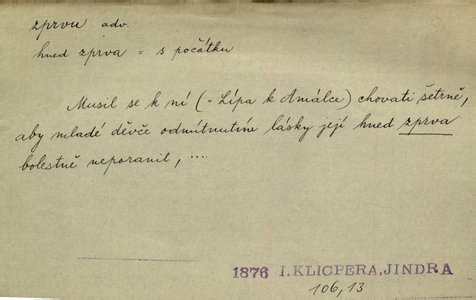 zprvu adv.
hned zprva = s počátku
Musil se k ní (= Lípa k Amálce) chovati šetrně,
aby mladé děvče odmítnutím lásky její hned zprva
bolestně neporanil, ....
1876 I. KLICPERA, JINDRA
106, 13